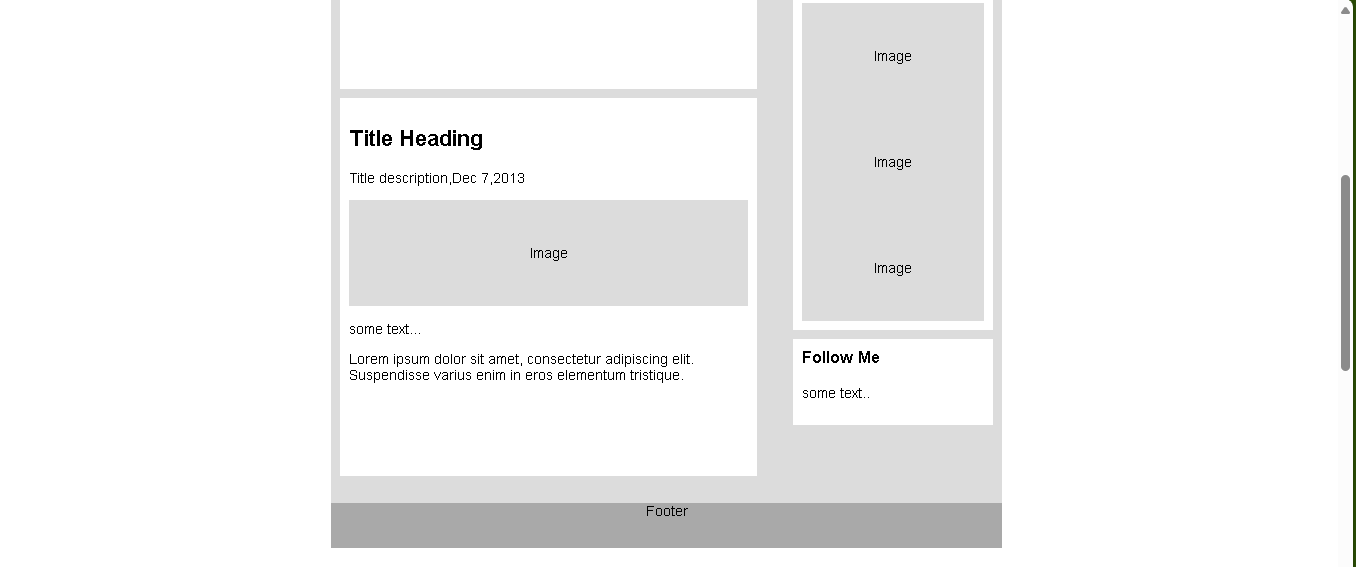 Title Heading
Title description,Dec 7,2013
Image
some text...
Lorem ipsum dolor sit amet, consectetur adipiscing elit.
Suspendisse varius enim in eros elementum tristique.
Image
Image
Image
Follow Me
some text..
Footer